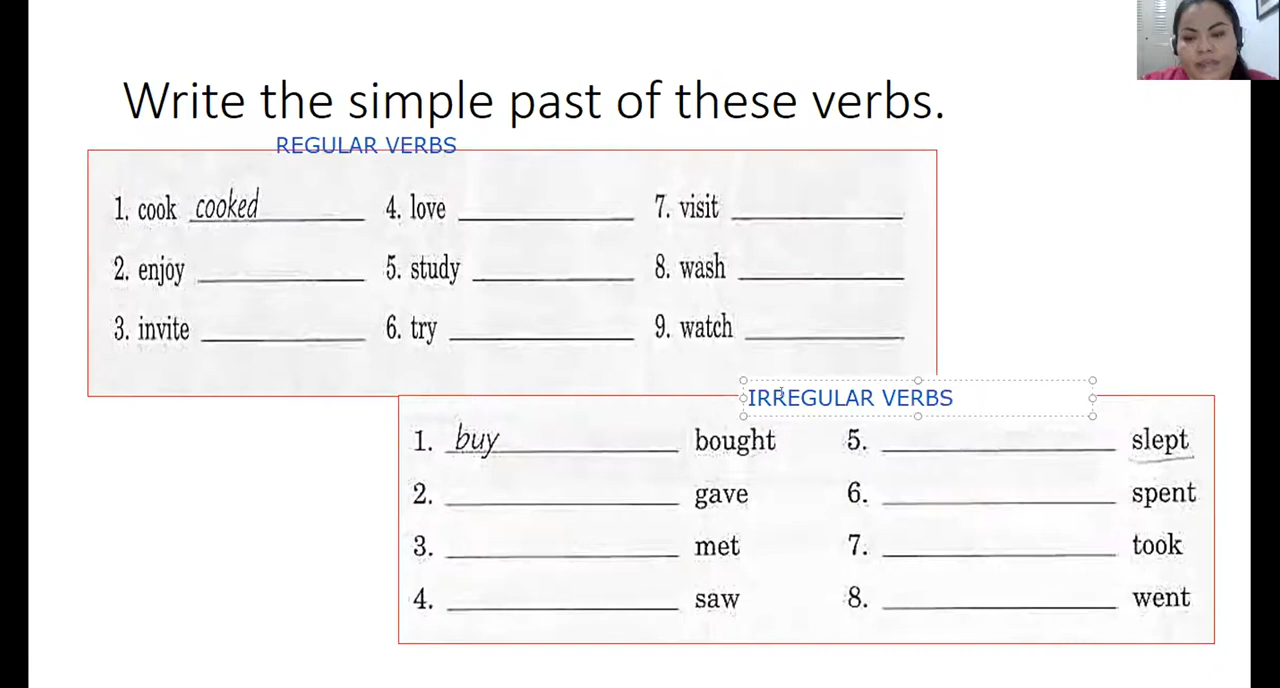 Write the simple past of these verbs.
REGULAR VERBS
1. cook cooked 4. love 7. visit
2. enjoy 5. study 8. wash
3. invite 6. try 9. watch
IRREGULAR VERBS
1. buy bought 5. slept
2. gave 6. spent
3. met 7. took
4. saw 8. went